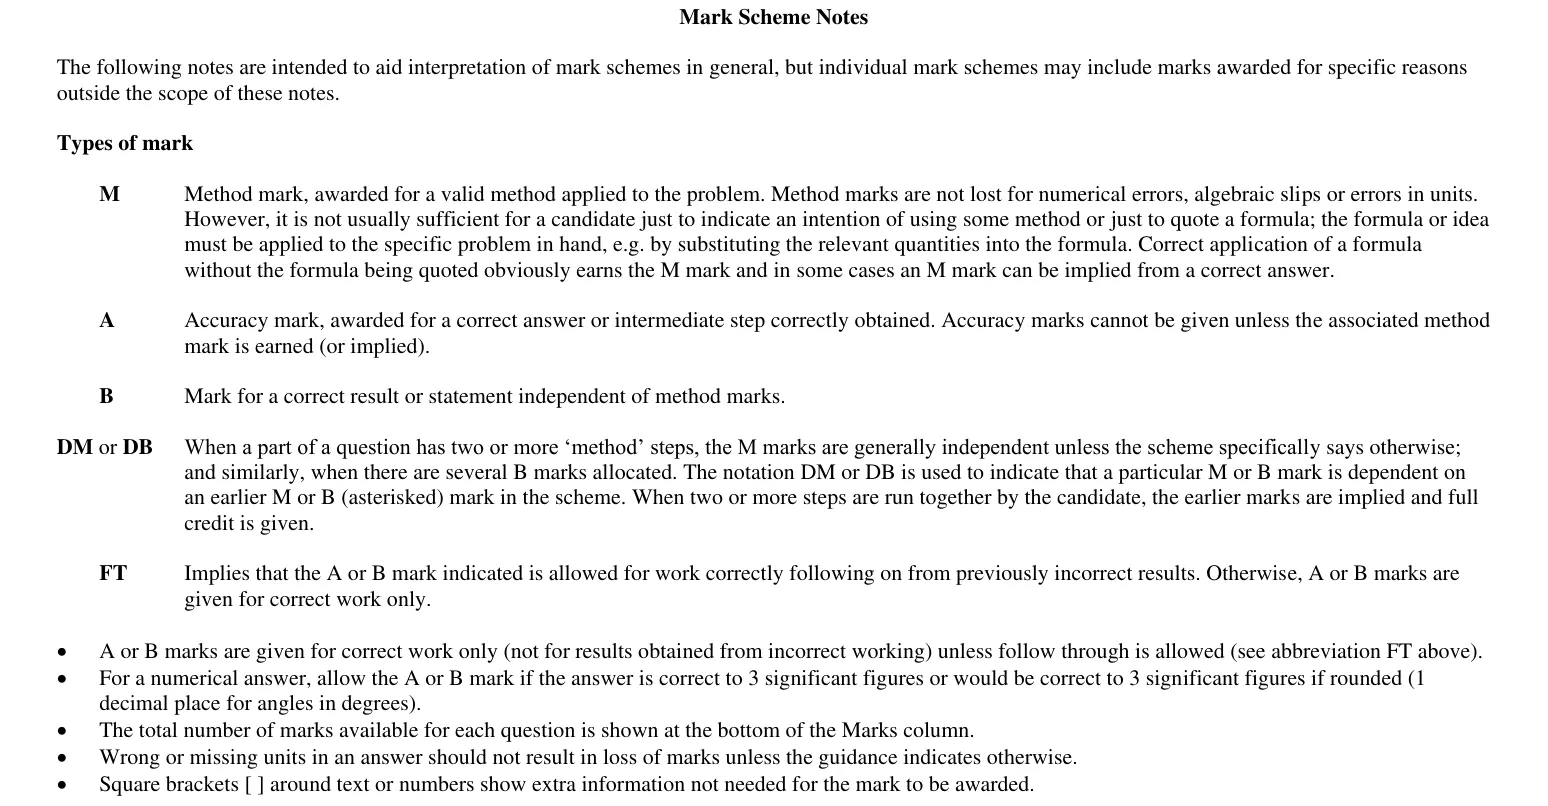 Mark Scheme Notes
The following notes are intended to aid interpretation of mark schemes in general, but individual mark schemes may include marks awarded for specific reasons
outside the scope of these notes.
Types of mark
M Method mark, awarded for a valid method applied to the problem. Method marks are not lost for numerical errors, algebraic slips or errors in units.
However, it is not usually sufficient for a candidate just to indicate an intention of using some method or just to quote a formula; the formula or idea
must be applied to the specific problem in hand, e.g. by substituting the relevant quantities into the formula. Correct application of a formula
without the formula being quoted obviously earns the M mark and in some cases an M mark can be implied from a correct answer.
A Accuracy mark, awarded for a correct answer or intermediate step correctly obtained. Accuracy marks cannot be given unless the associated method
mark is earned (or implied).
B Mark for a correct result or statement independent of method marks.
DM or DB When a part of a question has two or more ‘method’ steps, the M marks are generally independent unless the scheme specifically says otherwise;
and similarly, when there are several B marks allocated. The notation DM or DB is used to indicate that a particular M or B mark is dependent on
an earlier M or B (asterisked) mark in the scheme. When two or more steps are run together by the candidate, the earlier marks are implied and full
credit is given.
FT Implies that the A or B mark indicated is allowed for work correctly following on from previously incorrect results. Otherwise, A or B marks are
given for correct work only.
• A or B marks are given for correct work only (not for results obtained from incorrect working) unless follow through is allowed (see abbreviation FT above).
• For a numerical answer, allow the A or B mark if the answer is correct to 3 significant figures or would be correct to 3 significant figures if rounded (1
decimal place for angles in degrees).
• The total number of marks available for each question is shown at the bottom of the Marks column.
• Wrong or missing units in an answer should not result in loss of marks unless the guidance indicates otherwise.
• Square brackets [ ] around text or numbers show extra information not needed for the mark to be awarded.